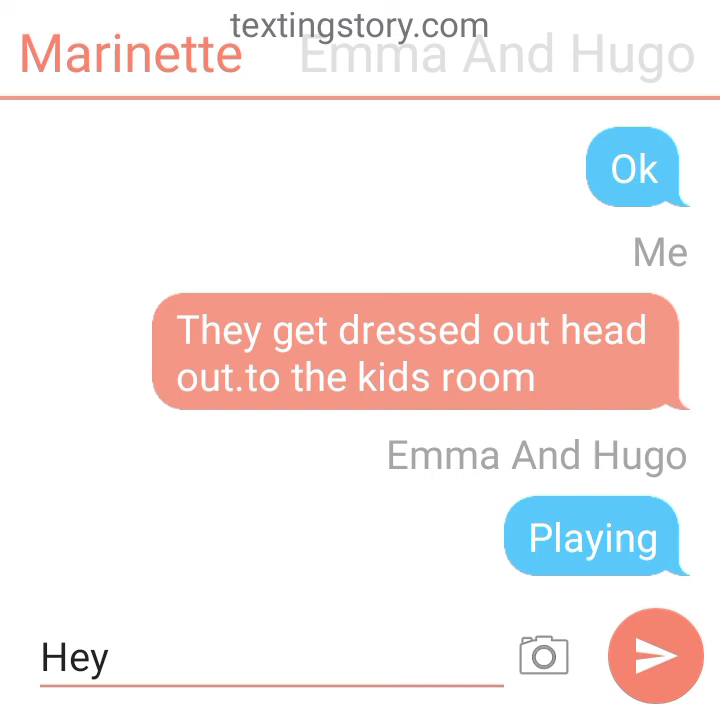 textingstory.com
Marinette Emma And Hugo
Ok
Me
They get dressed out head
out.to the kids room
Emma And Hugo
Playing
Hey